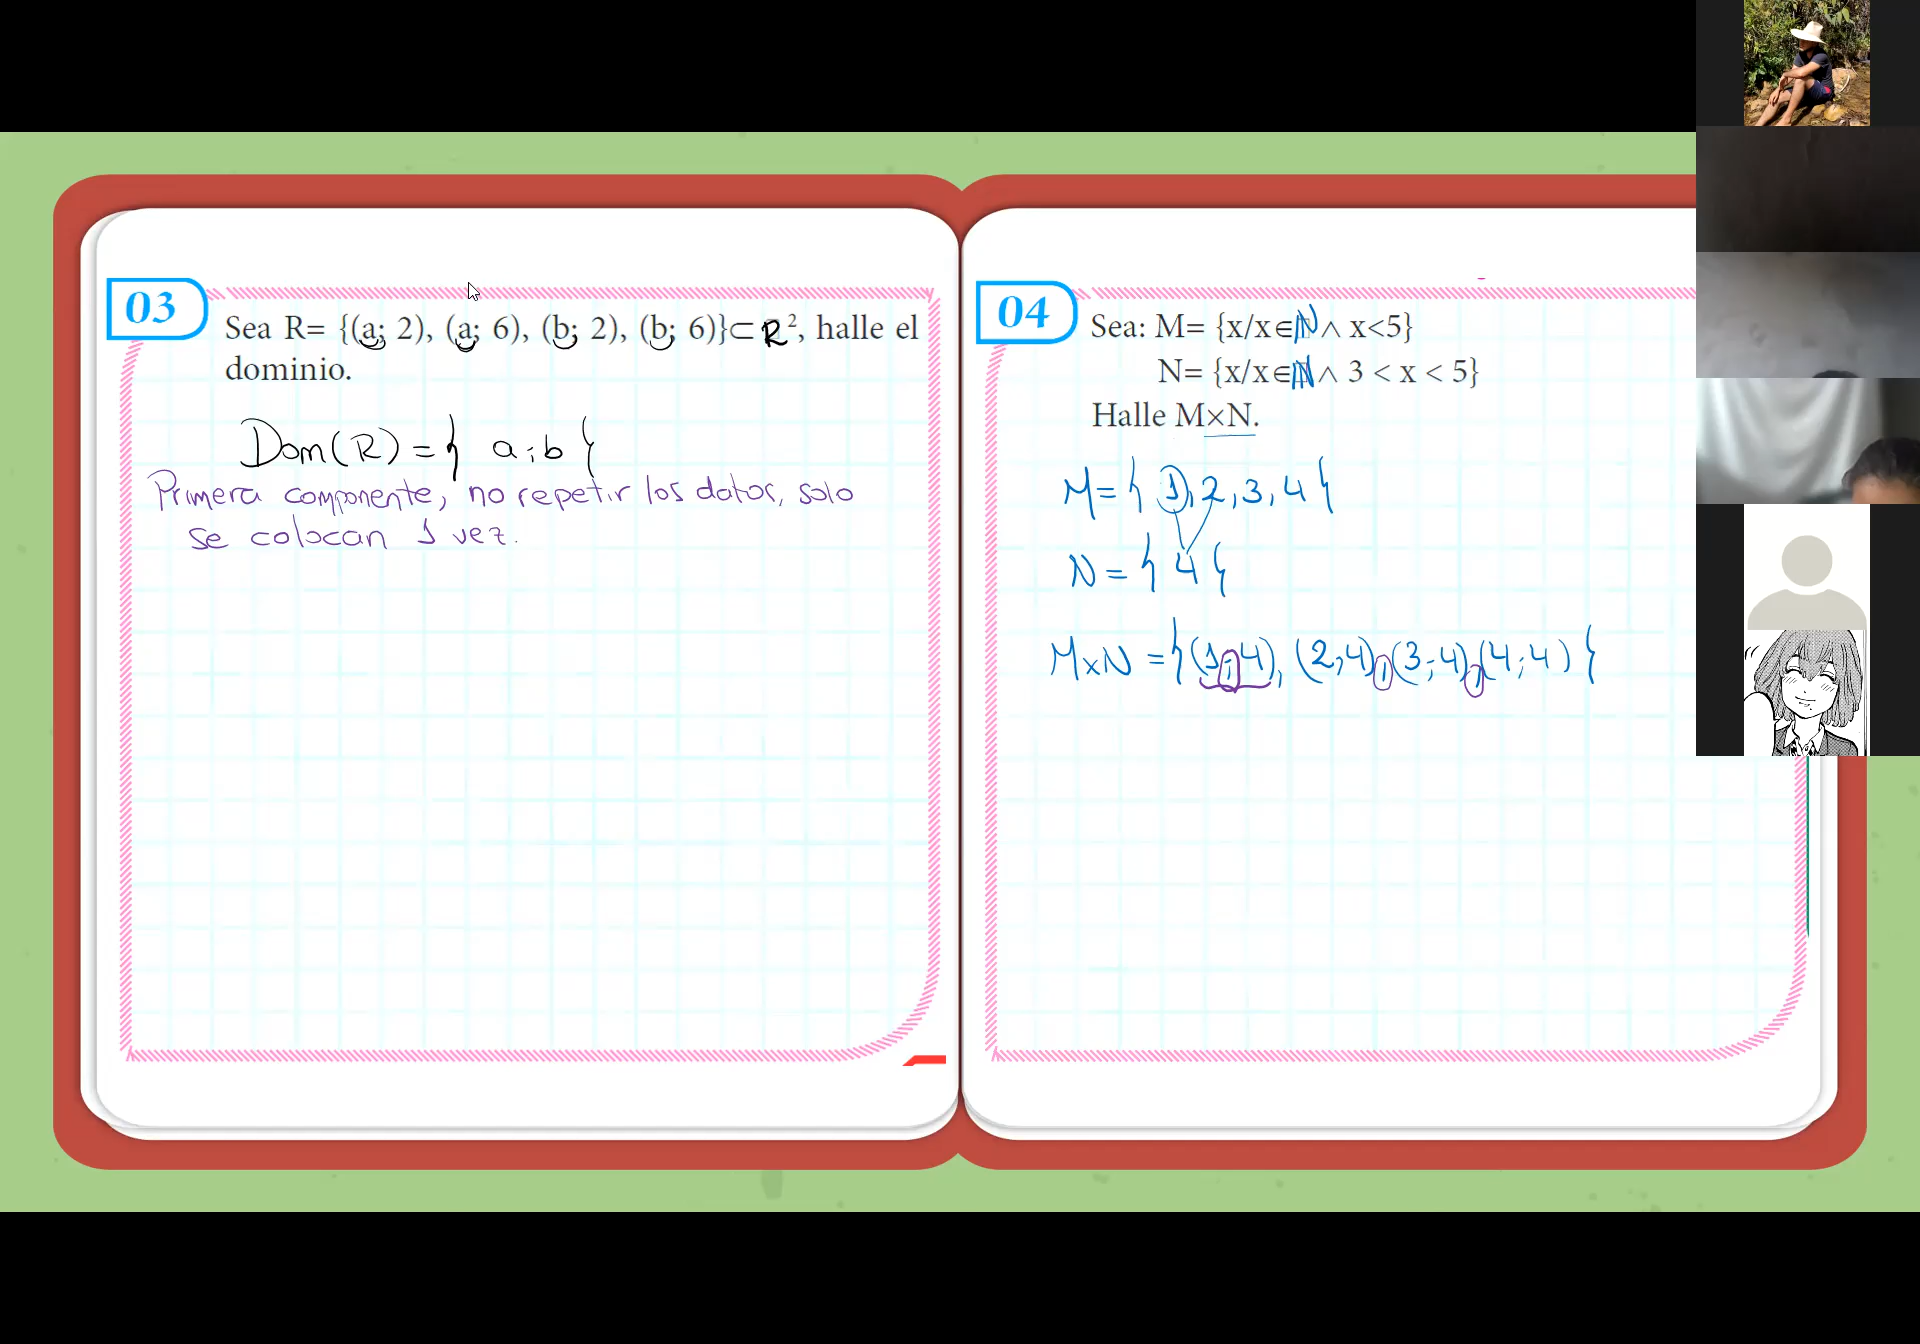 03
Sea R= {(a; 2), (a; 6), (b; 2), (b; 6)}⊂ R², halle el
dominio.
Dom(R) = { a ; b }
Primera componente, no repetir los datos, solo
se colocan 1 vez.
04
Sea: M= {x/x∈N ∧ x<5}
N= {x/x∈N ∧ 3 < x < 5}
Halle M×N.
M = { 1, 2, 3, 4 }
N = { 4 }
M×N = { (1; 4), (2; 4), (3; 4), (4; 4) }